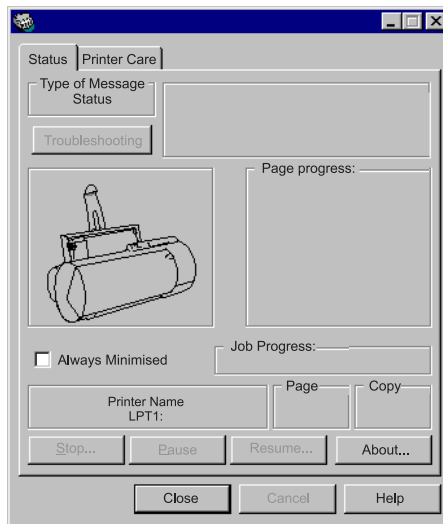 Status Printer Care
Type of Message
Status
Troubleshooting
Page progress:
Always Minimised
Job Progress:
Printer Name
LPT1:
Page
Copy
Stop... Pause Resume... About...
Close Cancel Help